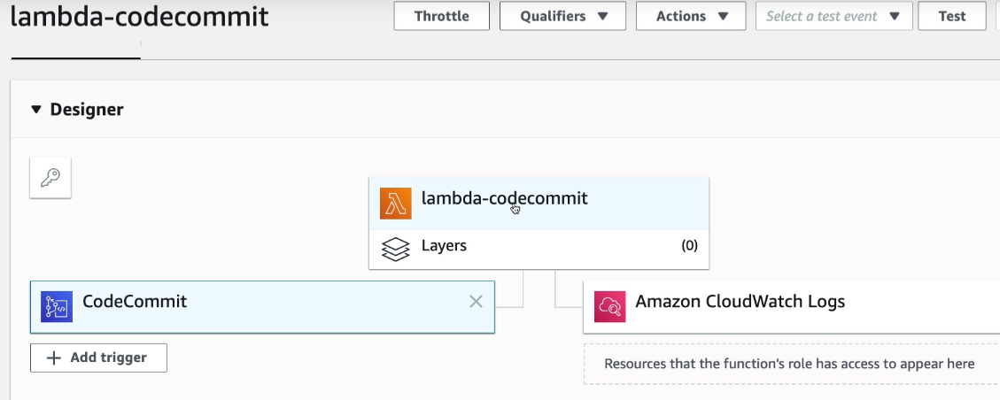 lambda-codecommit
Throttle
Qualifiers
Actions
Select a test event
Test
Designer
lambda-codecommit
Layers
(0)
CodeCommit
Amazon CloudWatch Logs
Add trigger
Resources that the function's role has access to appear here